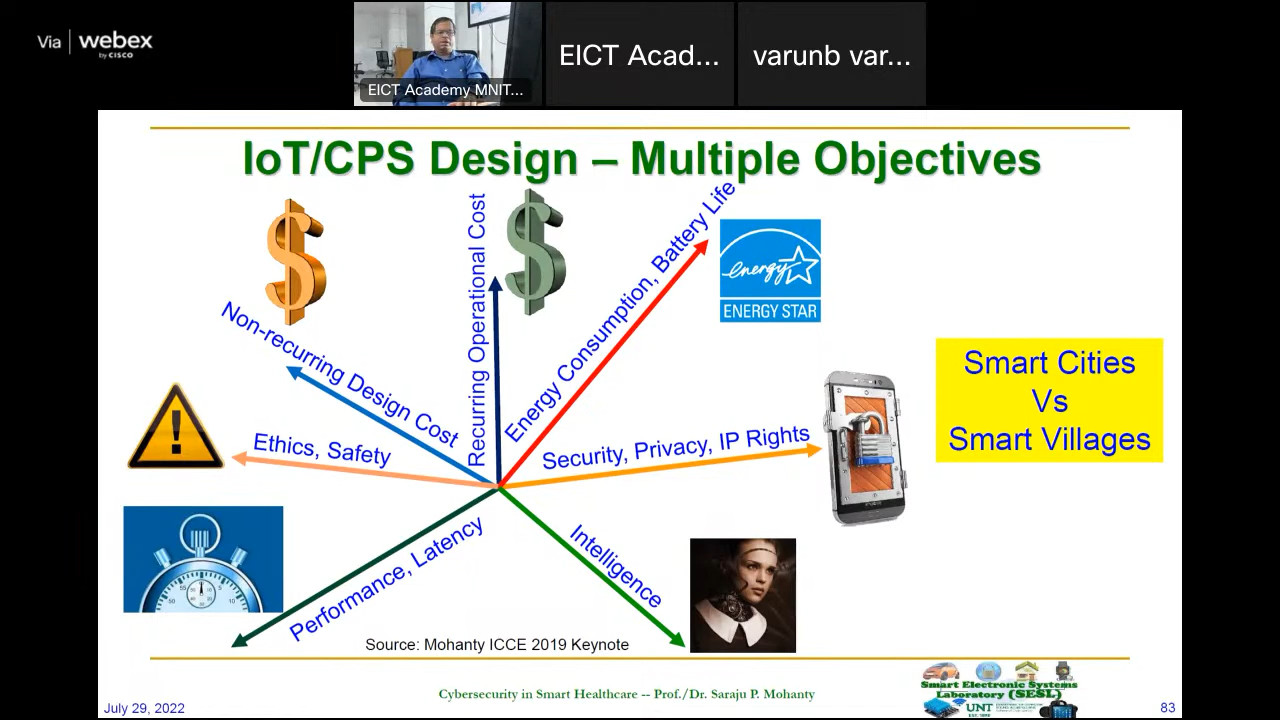 Via webex
by CISCO
EICT Academy MNIT...
EICT Acad...
varunb var...
IoT/CPS Design – Multiple Objectives
Non-recurring Design Cost
Recurring Operational Cost
Energy Consumption, Battery Life
energy
ENERGY STAR
Ethics, Safety
Security, Privacy, IP Rights
Smart Cities
Vs
Smart Villages
Performance, Latency
Intelligence
Source: Mohanty ICCE 2019 Keynote
July 29, 2022
Cybersecurity in Smart Healthcare -- Prof./Dr. Saraju P. Mohanty
Smart Electronic Systems
Laboratory (SESL)
UNT
83